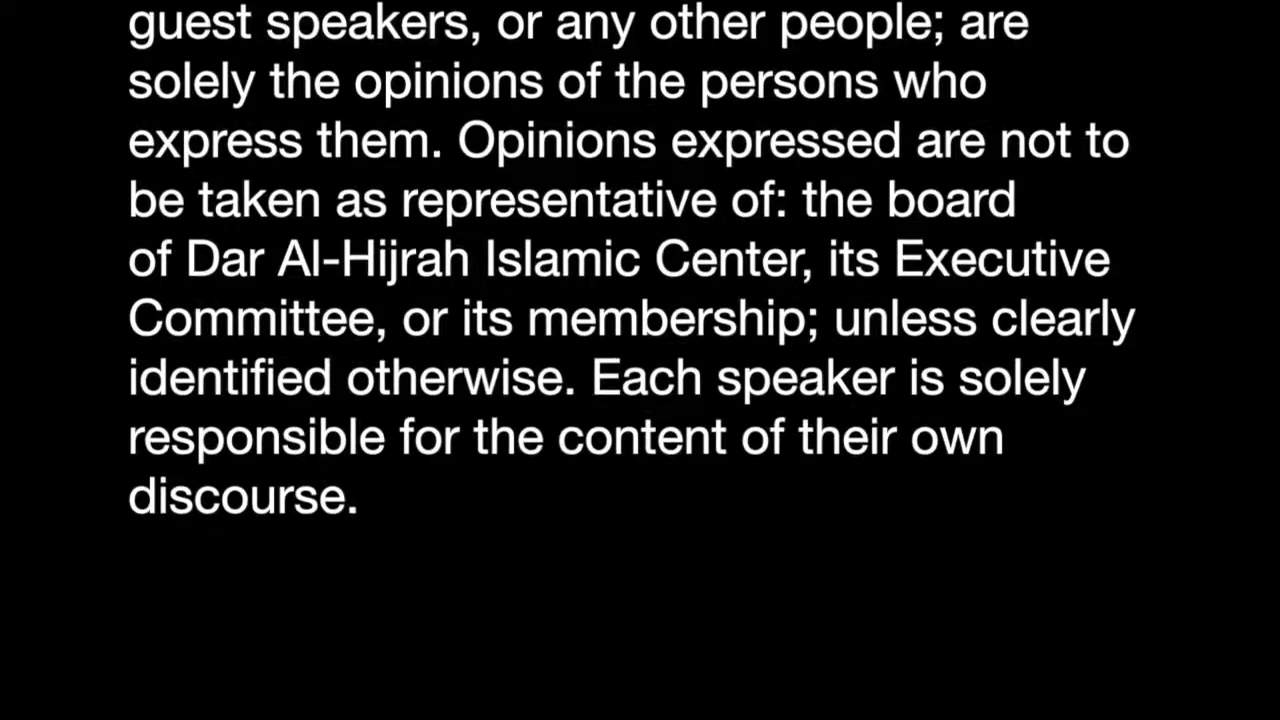 guest speakers, or any other people; are
solely the opinions of the persons who
express them. Opinions expressed are not to
be taken as representative of: the board
of Dar Al-Hijrah Islamic Center, its Executive
Committee, or its membership; unless clearly
identified otherwise. Each speaker is solely
responsible for the content of their own
discourse.